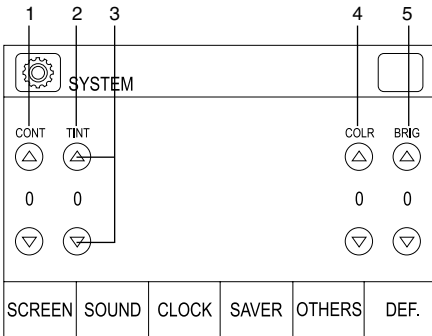 1 2 3 4 5
SYSTEM
CONT TINT COLR BRIG
0 0 0 0
SCREEN SOUND CLOCK SAVER OTHERS DEF.